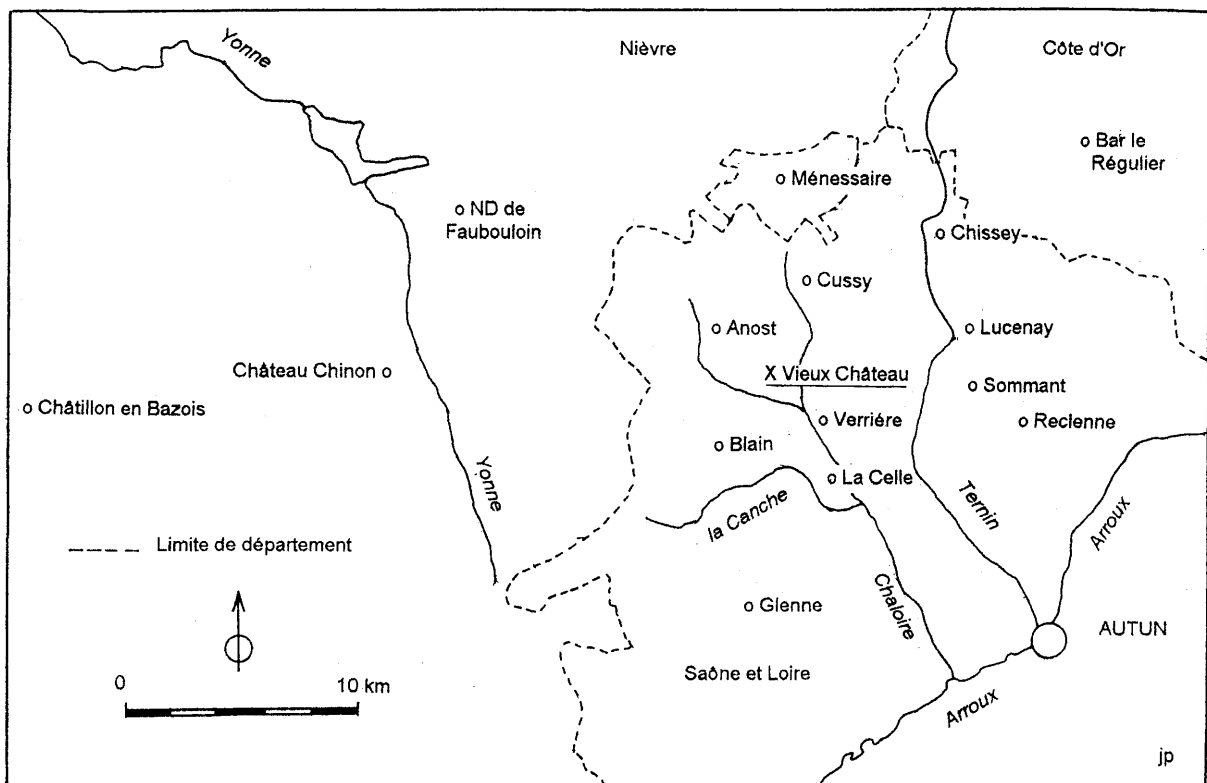 Yonne
Nièvre
Côte d'Or
Bar le
Régulier
Ménessaire
ND de
Faubouloin
Chissey
Cussy
Anost
Lucenay
Château Chinon
X Vieux Château
Sommant
Châtillon en Bazois
Verriére
Reclenne
Blain
Yonne
La Celle
la Canche
Ternin
Arroux
Limite de département
Glenne
Chaloire
AUTUN
Saône et Loire
0
10 km
Arroux
jp